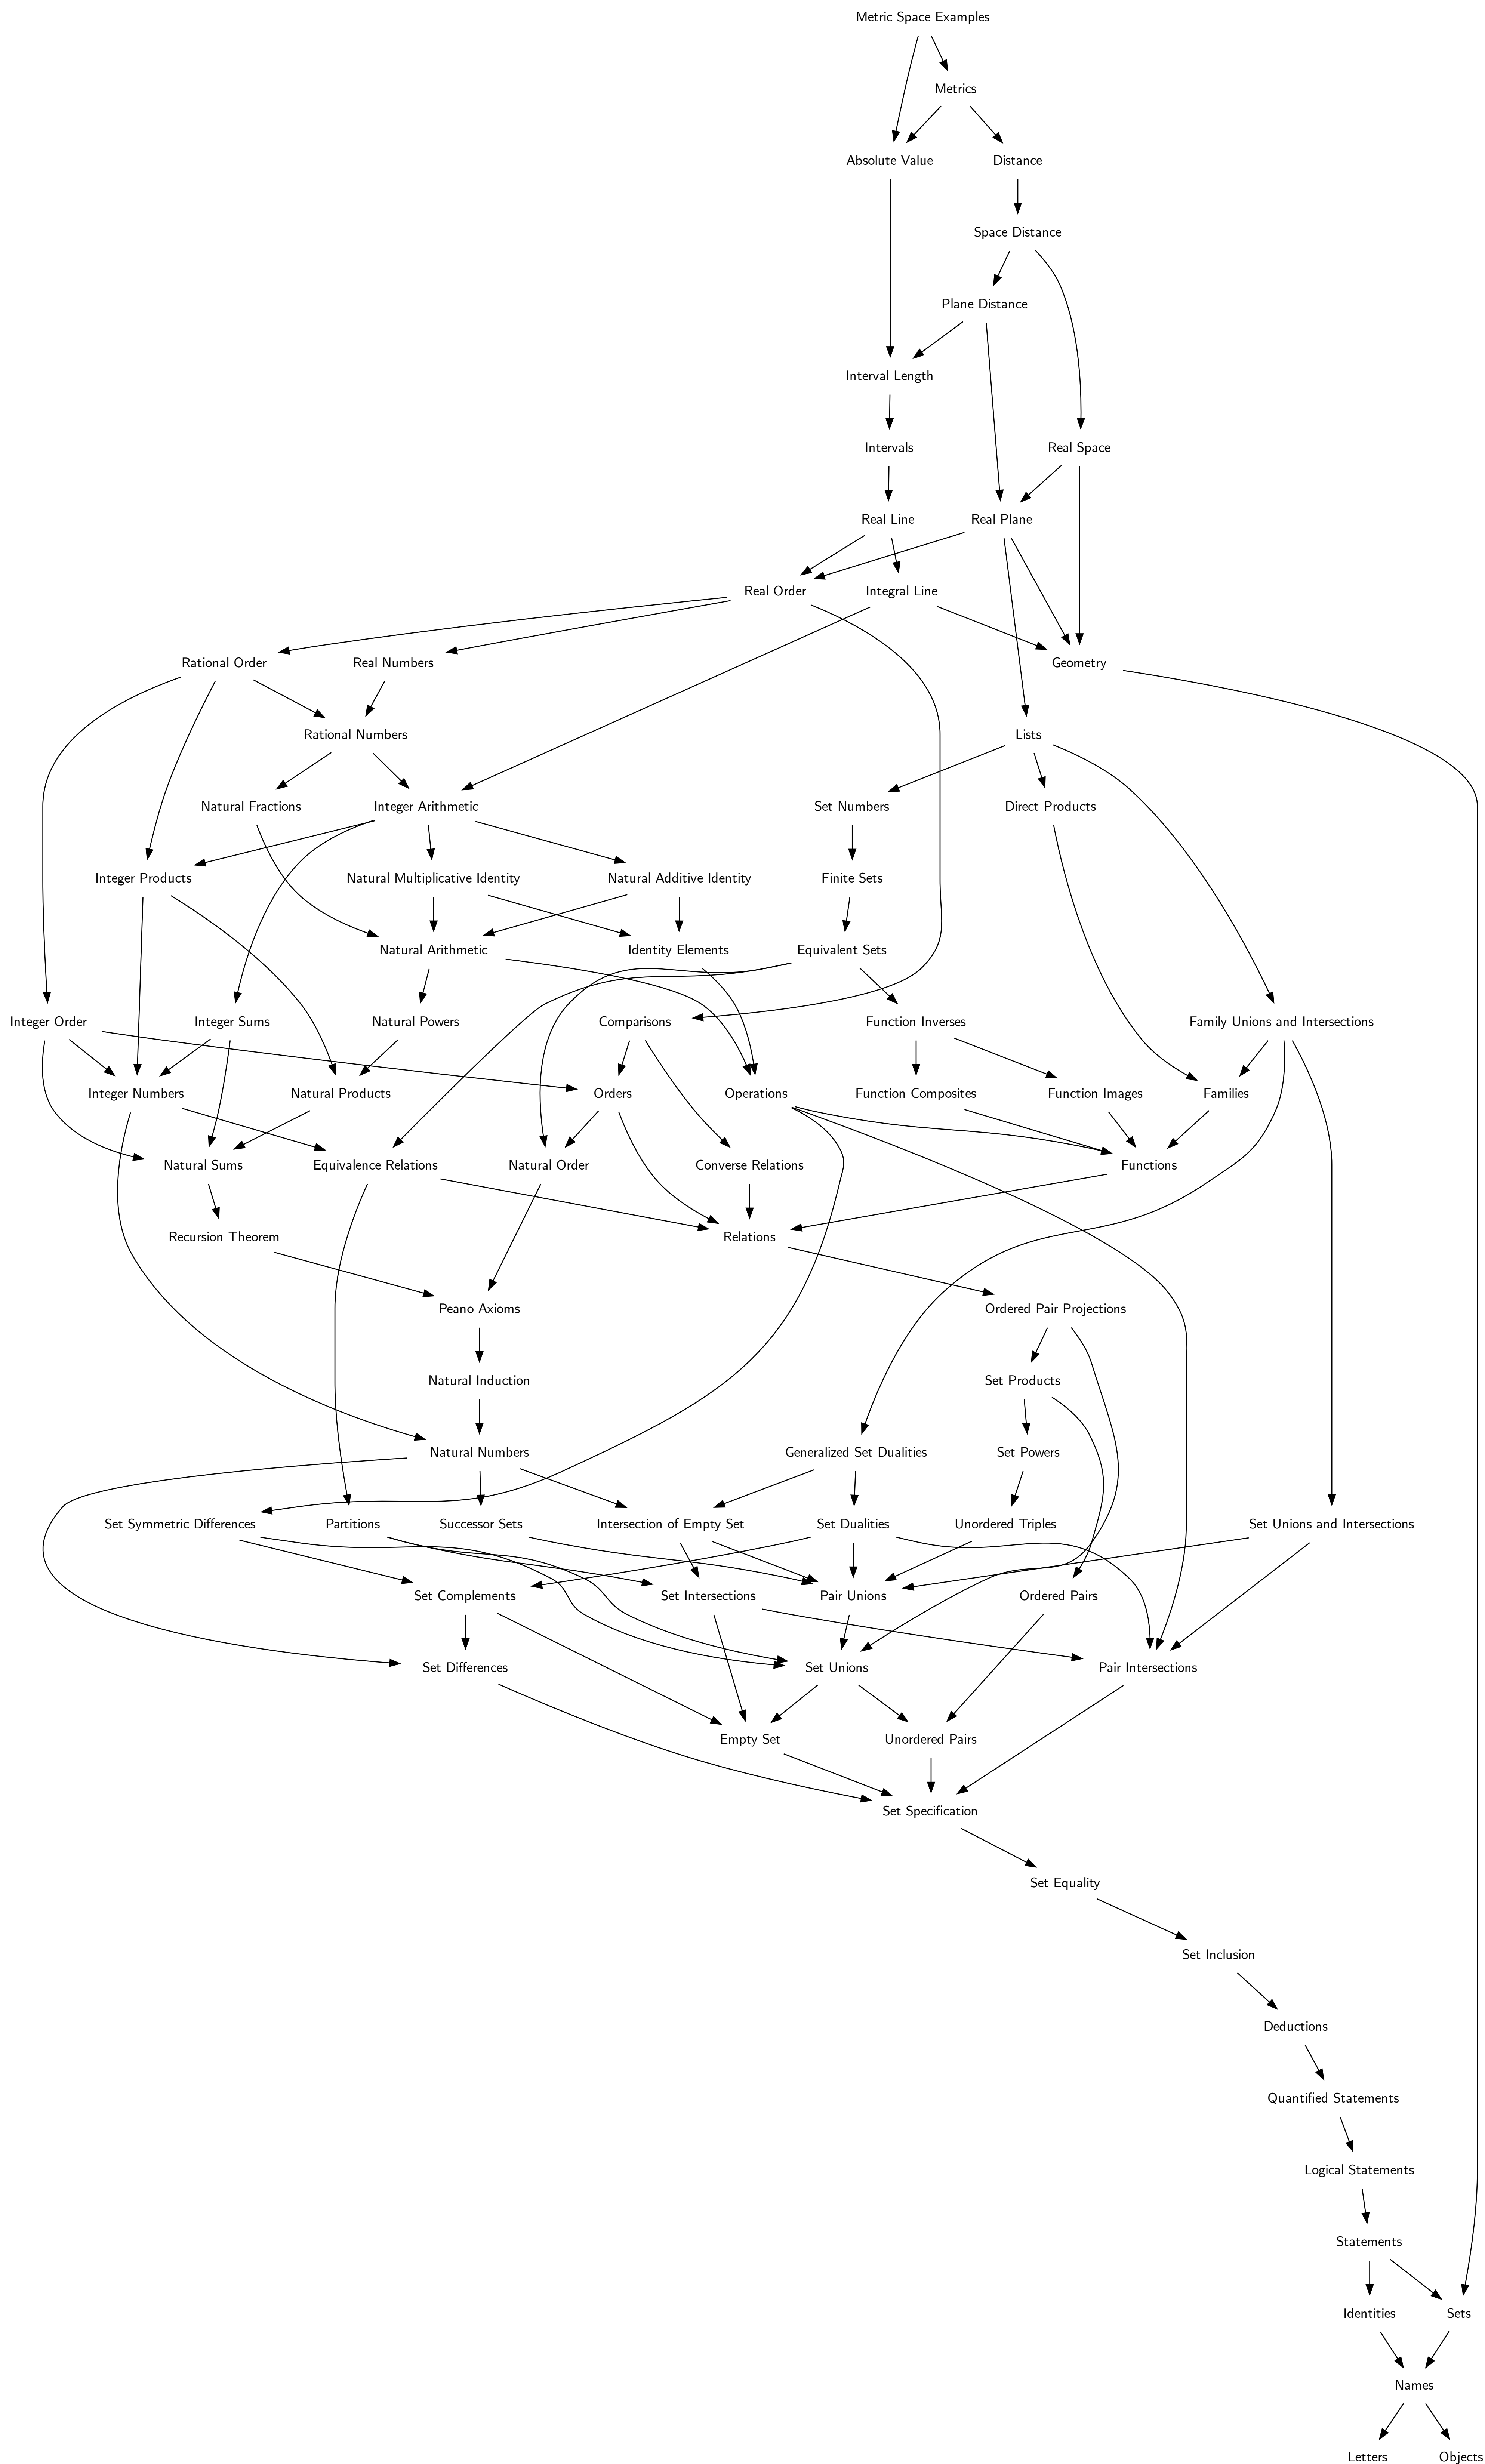 Metric Space Examples
Metrics
Absolute Value
Distance
Space Distance
Plane Distance
Interval Length
Intervals
Real Space
Real Line
Real Plane
Real Order
Integral Line
Rational Order
Real Numbers
Geometry
Rational Numbers
Lists
Natural Fractions
Integer Arithmetic
Set Numbers
Direct Products
Integer Products
Natural Multiplicative Identity
Natural Additive Identity
Finite Sets
Natural Arithmetic
Identity Elements
Equivalent Sets
Integer Order
Integer Sums
Natural Powers
Comparisons
Function Inverses
Family Unions and Intersections
Integer Numbers
Natural Products
Orders
Operations
Function Composites
Function Images
Families
Natural Sums
Equivalence Relations
Natural Order
Converse Relations
Functions
Recursion Theorem
Relations
Peano Axioms
Ordered Pair Projections
Natural Induction
Set Products
Natural Numbers
Generalized Set Dualities
Set Powers
Set Symmetric Differences
Partitions
Successor Sets
Intersection of Empty Set
Set Dualities
Unordered Triples
Set Unions and Intersections
Set Complements
Set Intersections
Pair Unions
Ordered Pairs
Set Differences
Set Unions
Pair Intersections
Empty Set
Unordered Pairs
Set Specification
Set Equality
Set Inclusion
Deductions
Quantified Statements
Logical Statements
Statements
Identities
Sets
Names
Letters
Objects